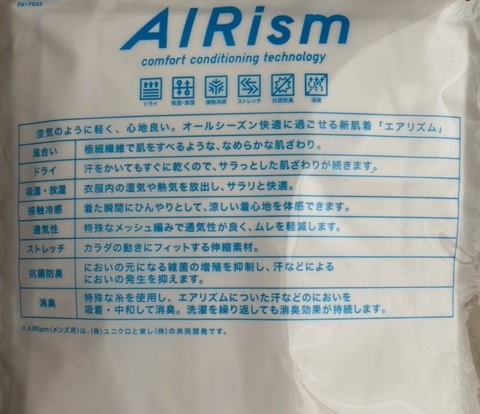 PK-T033
AIRism
comfort conditioning technology
ドライ 吸湿・放湿 接触冷感 ストレッチ 抗菌防臭 消臭
空気のように軽く、心地良い。オールシーズン快適に過ごせる新肌着「エアリズム」
風合い 極細繊維で肌をすべるような、なめらかな肌ざわり。
ドライ 汗をかいてもすぐに乾くので、サラっとした肌ざわりが続きます。
吸湿・放湿 衣服内の湿気や熱気を放出し、サラリと快適。
接触冷感 着た瞬間にひんやりとして、涼しい着心地を体感できます。
通気性 特殊なメッシュ編みで通気性が良く、ムレを軽減します。
ストレッチ カラダの動きにフィットする伸縮素材。
抗菌防臭 においの元になる雑菌の増殖を抑制し、汗などによる
においの発生を抑えます。
消臭 特殊な糸を使用し、エアリズムについた汗などのにおいを
吸着・中和して消臭。洗濯を繰り返しても消臭効果が持続します。
※AIRism(メンズ用)は、(株)ユニクロと東レ(株)の共同開発です。